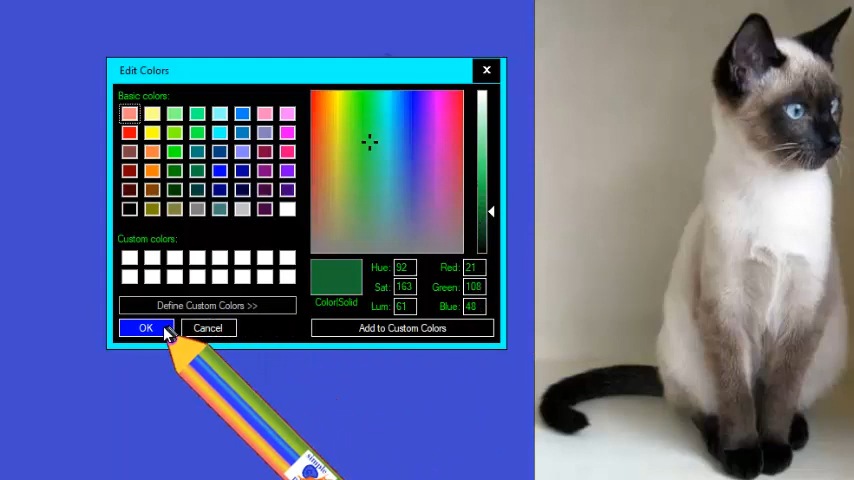 Edit Colors
Basic colors:
Custom colors:
Define Custom Colors >>
OK
Cancel
Color|Solid
Hue: 92
Sat: 163
Lum: 61
Red: 21
Green: 108
Blue: 48
Add to Custom Colors
simple